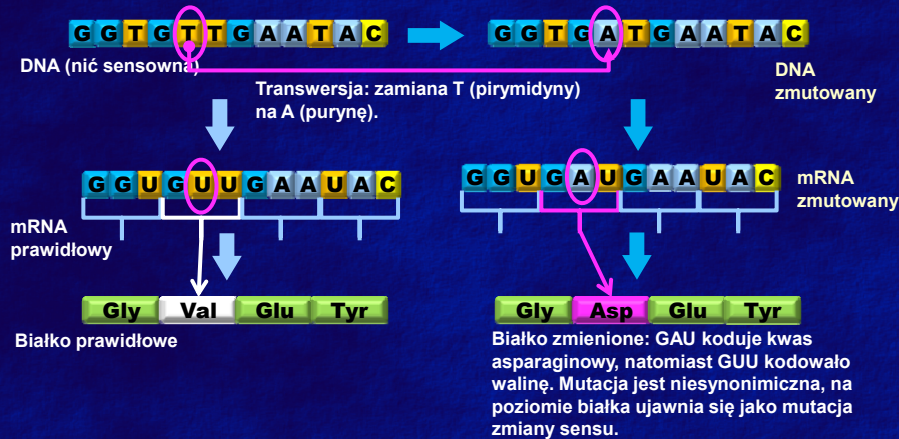 GGTGTTGAATAC
GGTGATGAATAC
DNA (nić sensowna)
Transwersja: zamiana T (pirymidyny)
na A (purynę).
DNA
zmutowany
GGUGUUGAAUAC
GGUGAUGAAUAC
mRNA
prawidłowy
mRNA
zmutowany
Gly Val Glu Tyr
Gly Asp Glu Tyr
Białko prawidłowe
Białko zmienione: GAU koduje kwas
asparaginowy, natomiast GUU kodowało
walinę. Mutacja jest niesynonimiczna, na
poziomie białka ujawnia się jako mutacja
zmiany sensu.